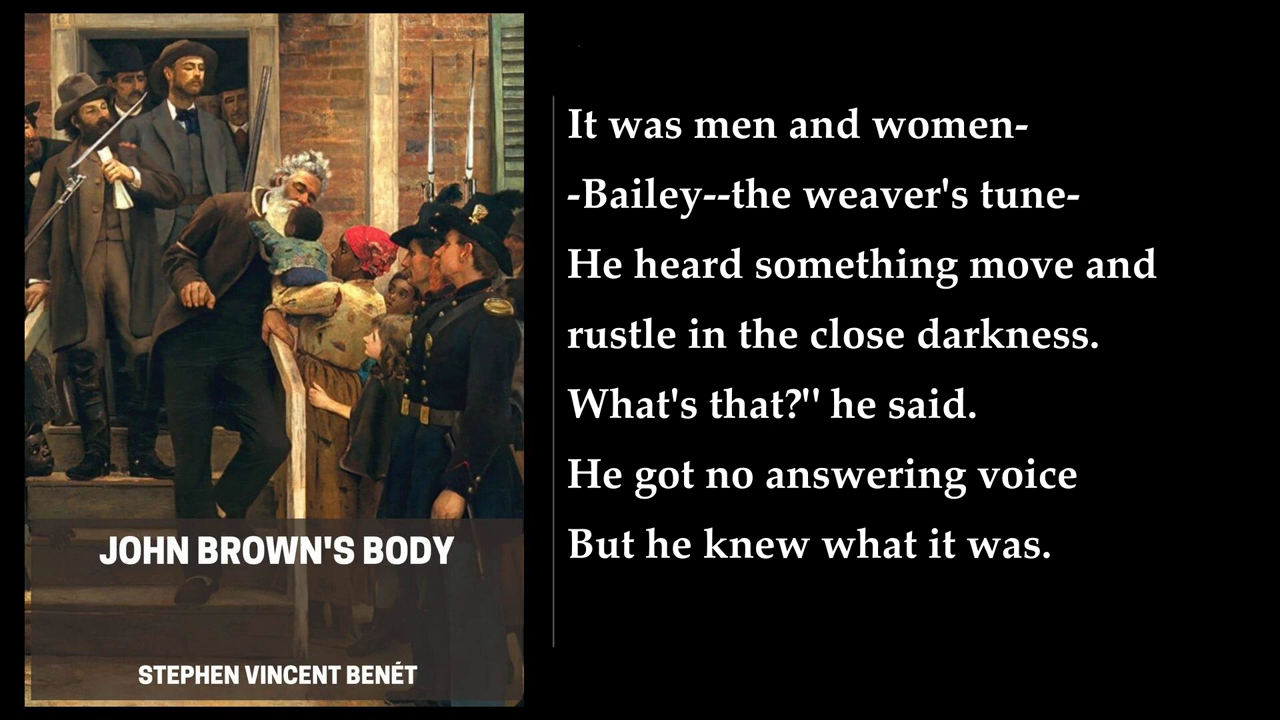 JOHN BROWN'S BODY
STEPHEN VINCENT BENÉT
It was men and women-
-Bailey--the weaver's tune-
He heard something move and
rustle in the close darkness.
What's that?" he said.
He got no answering voice
But he knew what it was.